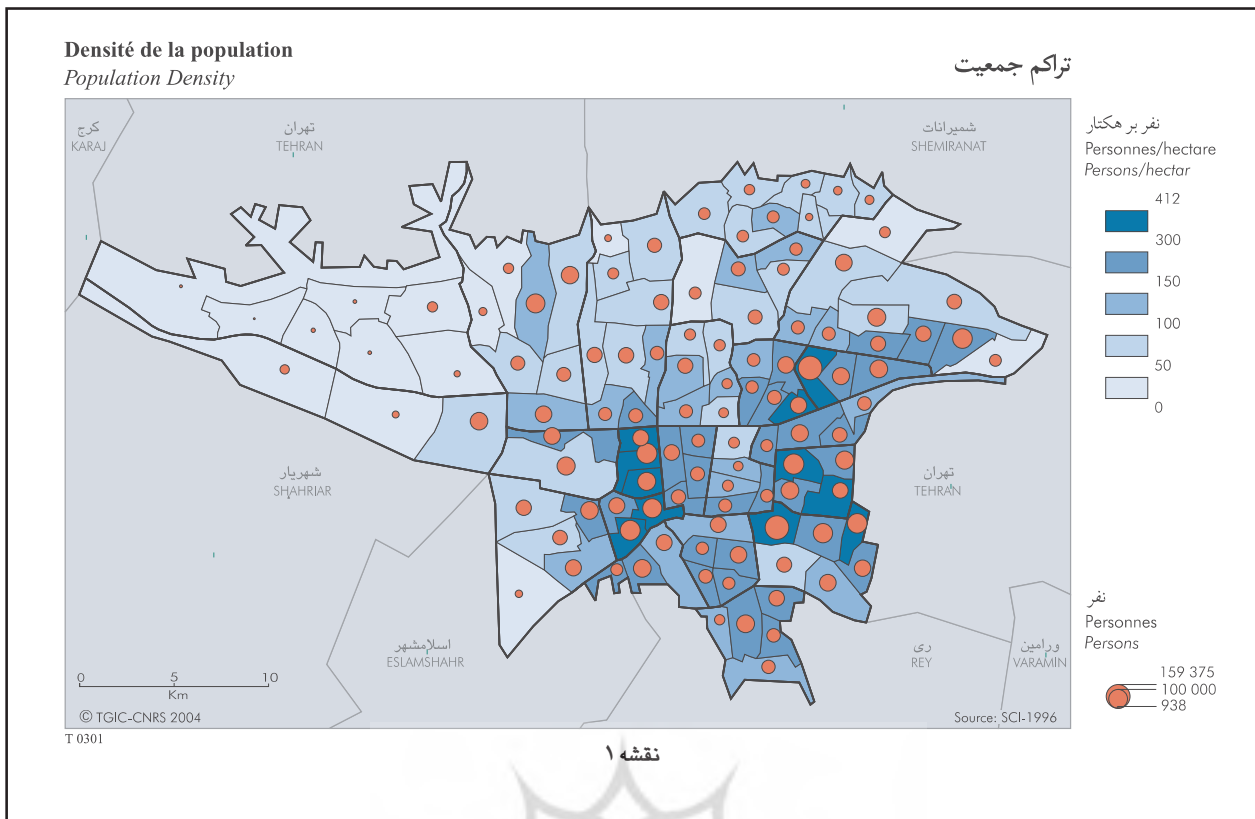 Densité de la population
Population Density
تراکم جمعیت
کرج
KARAJ
تهران
TEHRAN
شمیرانات
SHEMIRANAT
نفر بر هکتار
Personnes/hectare
Persons/hectar
412
300
150
100
50
0
شهریار
SHAHRIAR
تهران
TEHRAN
اسلامشهر
ESLAMSHAHR
ری
REY
ورامین
VARAMIN
نفر
Personnes
Persons
159 375
100 000
938
0 5 10
Km
© TGIC-CNRS 2004
Source: SCI-1996
T 0301
نقشه ۱